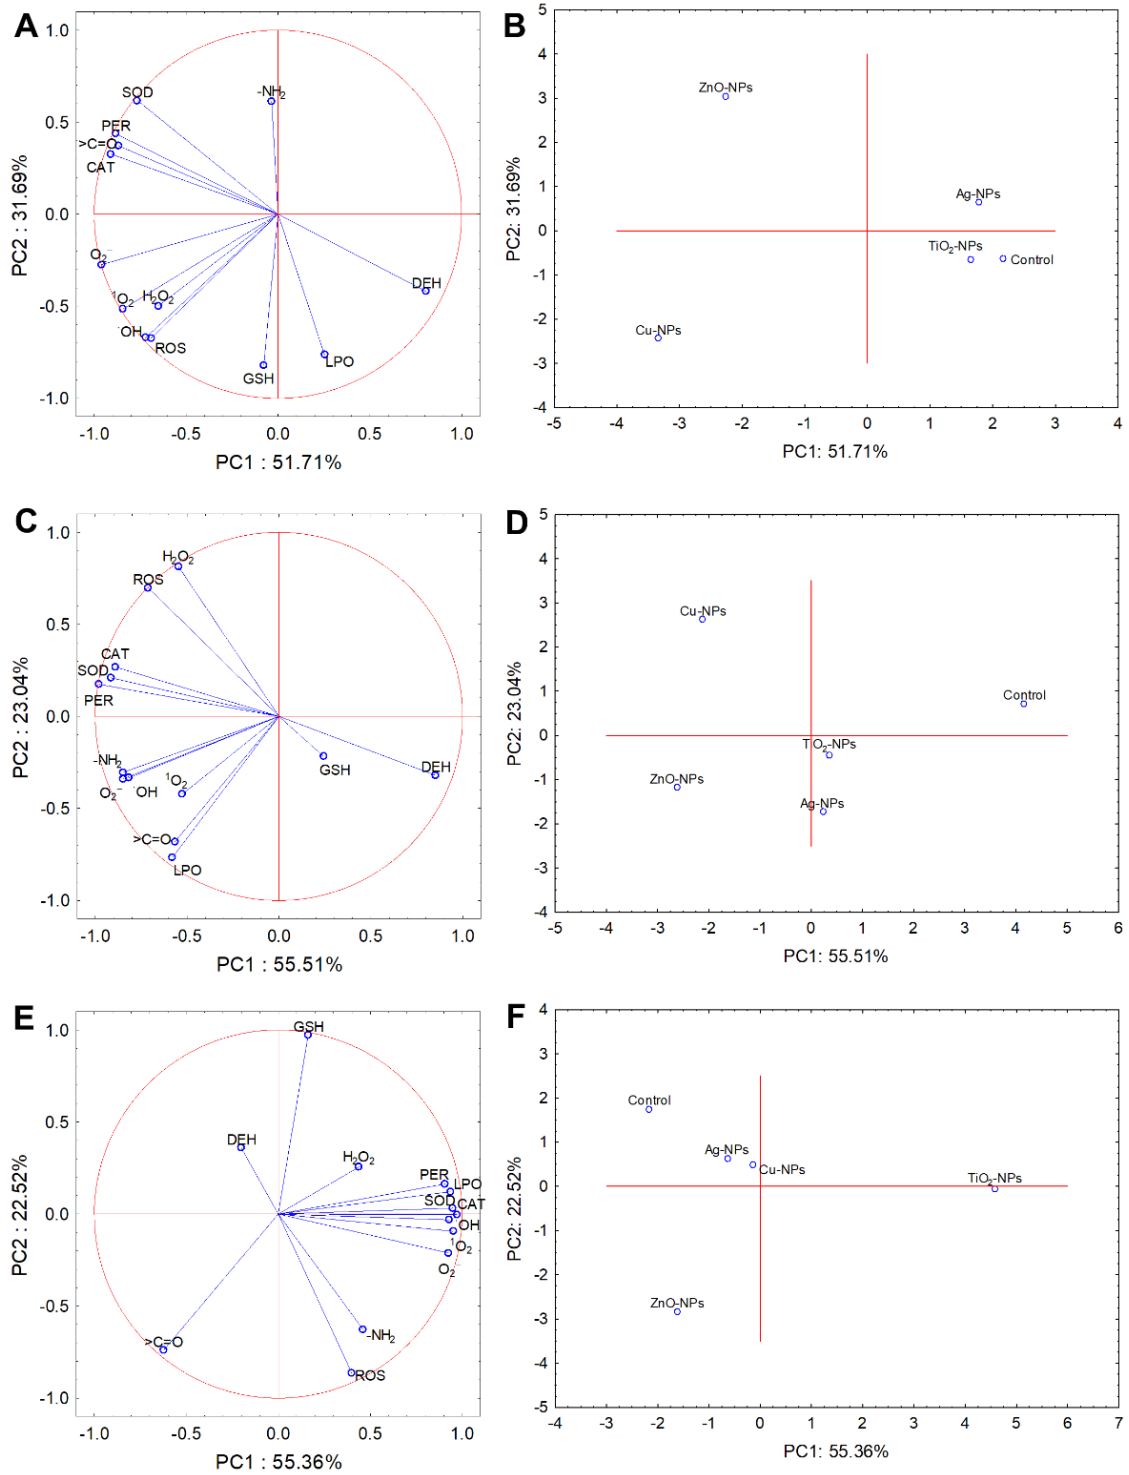 A
1.0
SOD
-NH₂
PER
>C=O
CAT
0.5
0.0
O₂⁻
¹O₂
H₂O₂
DEH
-0.5
·OH
ROS
GSH
LPO
-1.0
-1.0 -0.5 0.0 0.5 1.0
PC2 : 31.69%
PC1 : 51.71%
B
5
4
3
2
1
0
-1
-2
-3
-4
ZnO-NPs
Ag-NPs
TiO₂-NPs
Control
Cu-NPs
-5 -4 -3 -2 -1 0 1 2 3 4
PC2: 31.69%
PC1: 51.71%
C
1.0
H₂O₂
ROS
0.5
CAT
SOD
PER
0.0
-NH₂
¹O₂
GSH
DEH
O₂⁻ ·OH
-0.5
>C=O
LPO
-1.0
-1.0 -0.5 0.0 0.5 1.0
PC2 : 23.04%
PC1 : 55.51%
D
5
4
3
2
1
0
-1
-2
-3
-4
Cu-NPs
Control
TiO₂-NPs
ZnO-NPs
Ag-NPs
-5 -4 -3 -2 -1 0 1 2 3 4 5 6
PC2: 23.04%
PC1: 55.51%
E
1.0
GSH
0.5
DEH
H₂O₂
PER
LPO
SOD CAT
0.0
OH
¹O₂
O₂⁻
-0.5
-NH₂
>C=O
ROS
-1.0
-1.0 -0.5 0.0 0.5 1.0
PC2 : 22.52%
PC1 : 55.36%
F
4
3
2
1
0
-1
-2
-3
-4
-5
Control
Ag-NPs
Cu-NPs
TiO₂-NPs
ZnO-NPs
-4 -3 -2 -1 0 1 2 3 4 5 6 7
PC2: 22.52%
PC1: 55.36%